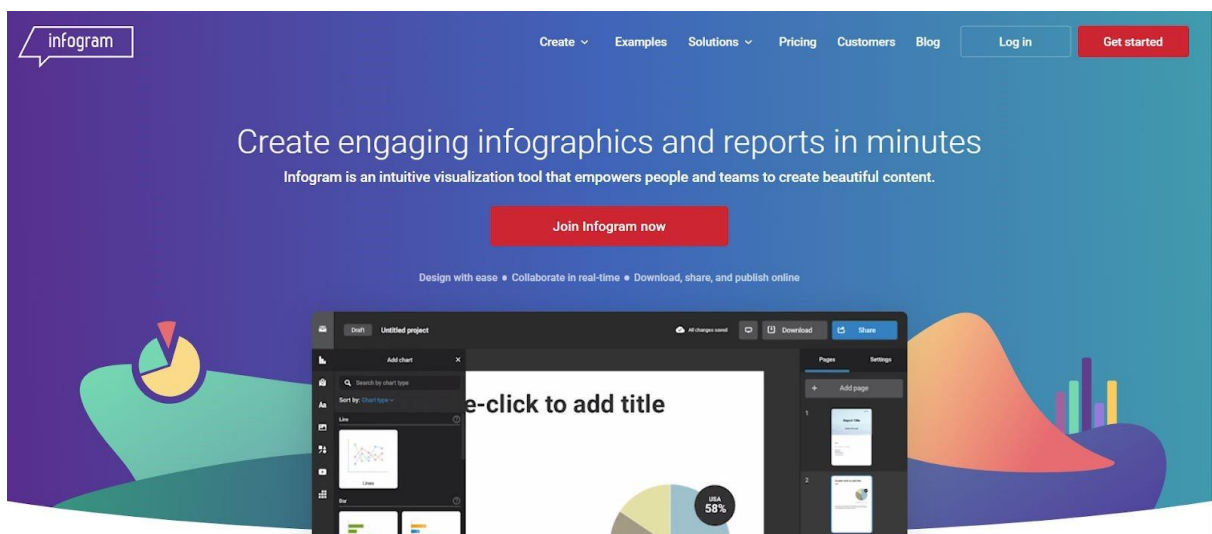 infogram
Create
Examples
Solutions
Pricing
Customers
Blog
Log in
Get started
Create engaging infographics and reports in minutes
Infogram is an intuitive visualization tool that empowers people and teams to create beautiful content.
Join Infogram now
Design with ease ● Collaborate in real-time ● Download, share, and publish online
Draft
Untitled project
All changes saved
Download
Share
Add chart
Search by chart type
Sort by: Chart type
Line
Lines
Bar
e-click to add title
USA
58%
Pages
Settings
+ Add page
1
Report title
2